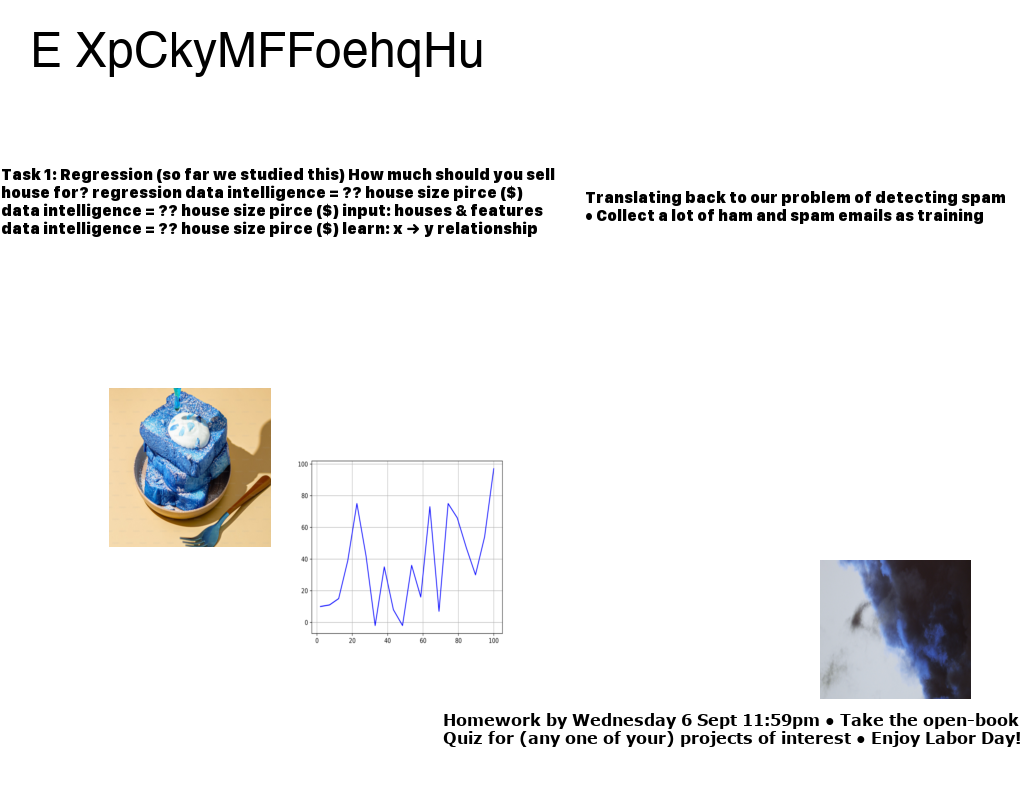 E XpCkyMFFoehqHu
Task 1: Regression (so far we studied this) How much should you sell
house for? regression data intelligence = ?? house size pirce ($)
data intelligence = ?? house size pirce ($) input: houses & features
data intelligence = ?? house size pirce ($) learn: x → y relationship
Translating back to our problem of detecting spam
• Collect a lot of ham and spam emails as training
100
80
60
40
20
0
0 20 40 60 80 100
Homework by Wednesday 6 Sept 11:59pm • Take the open-book
Quiz for (any one of your) projects of interest • Enjoy Labor Day!